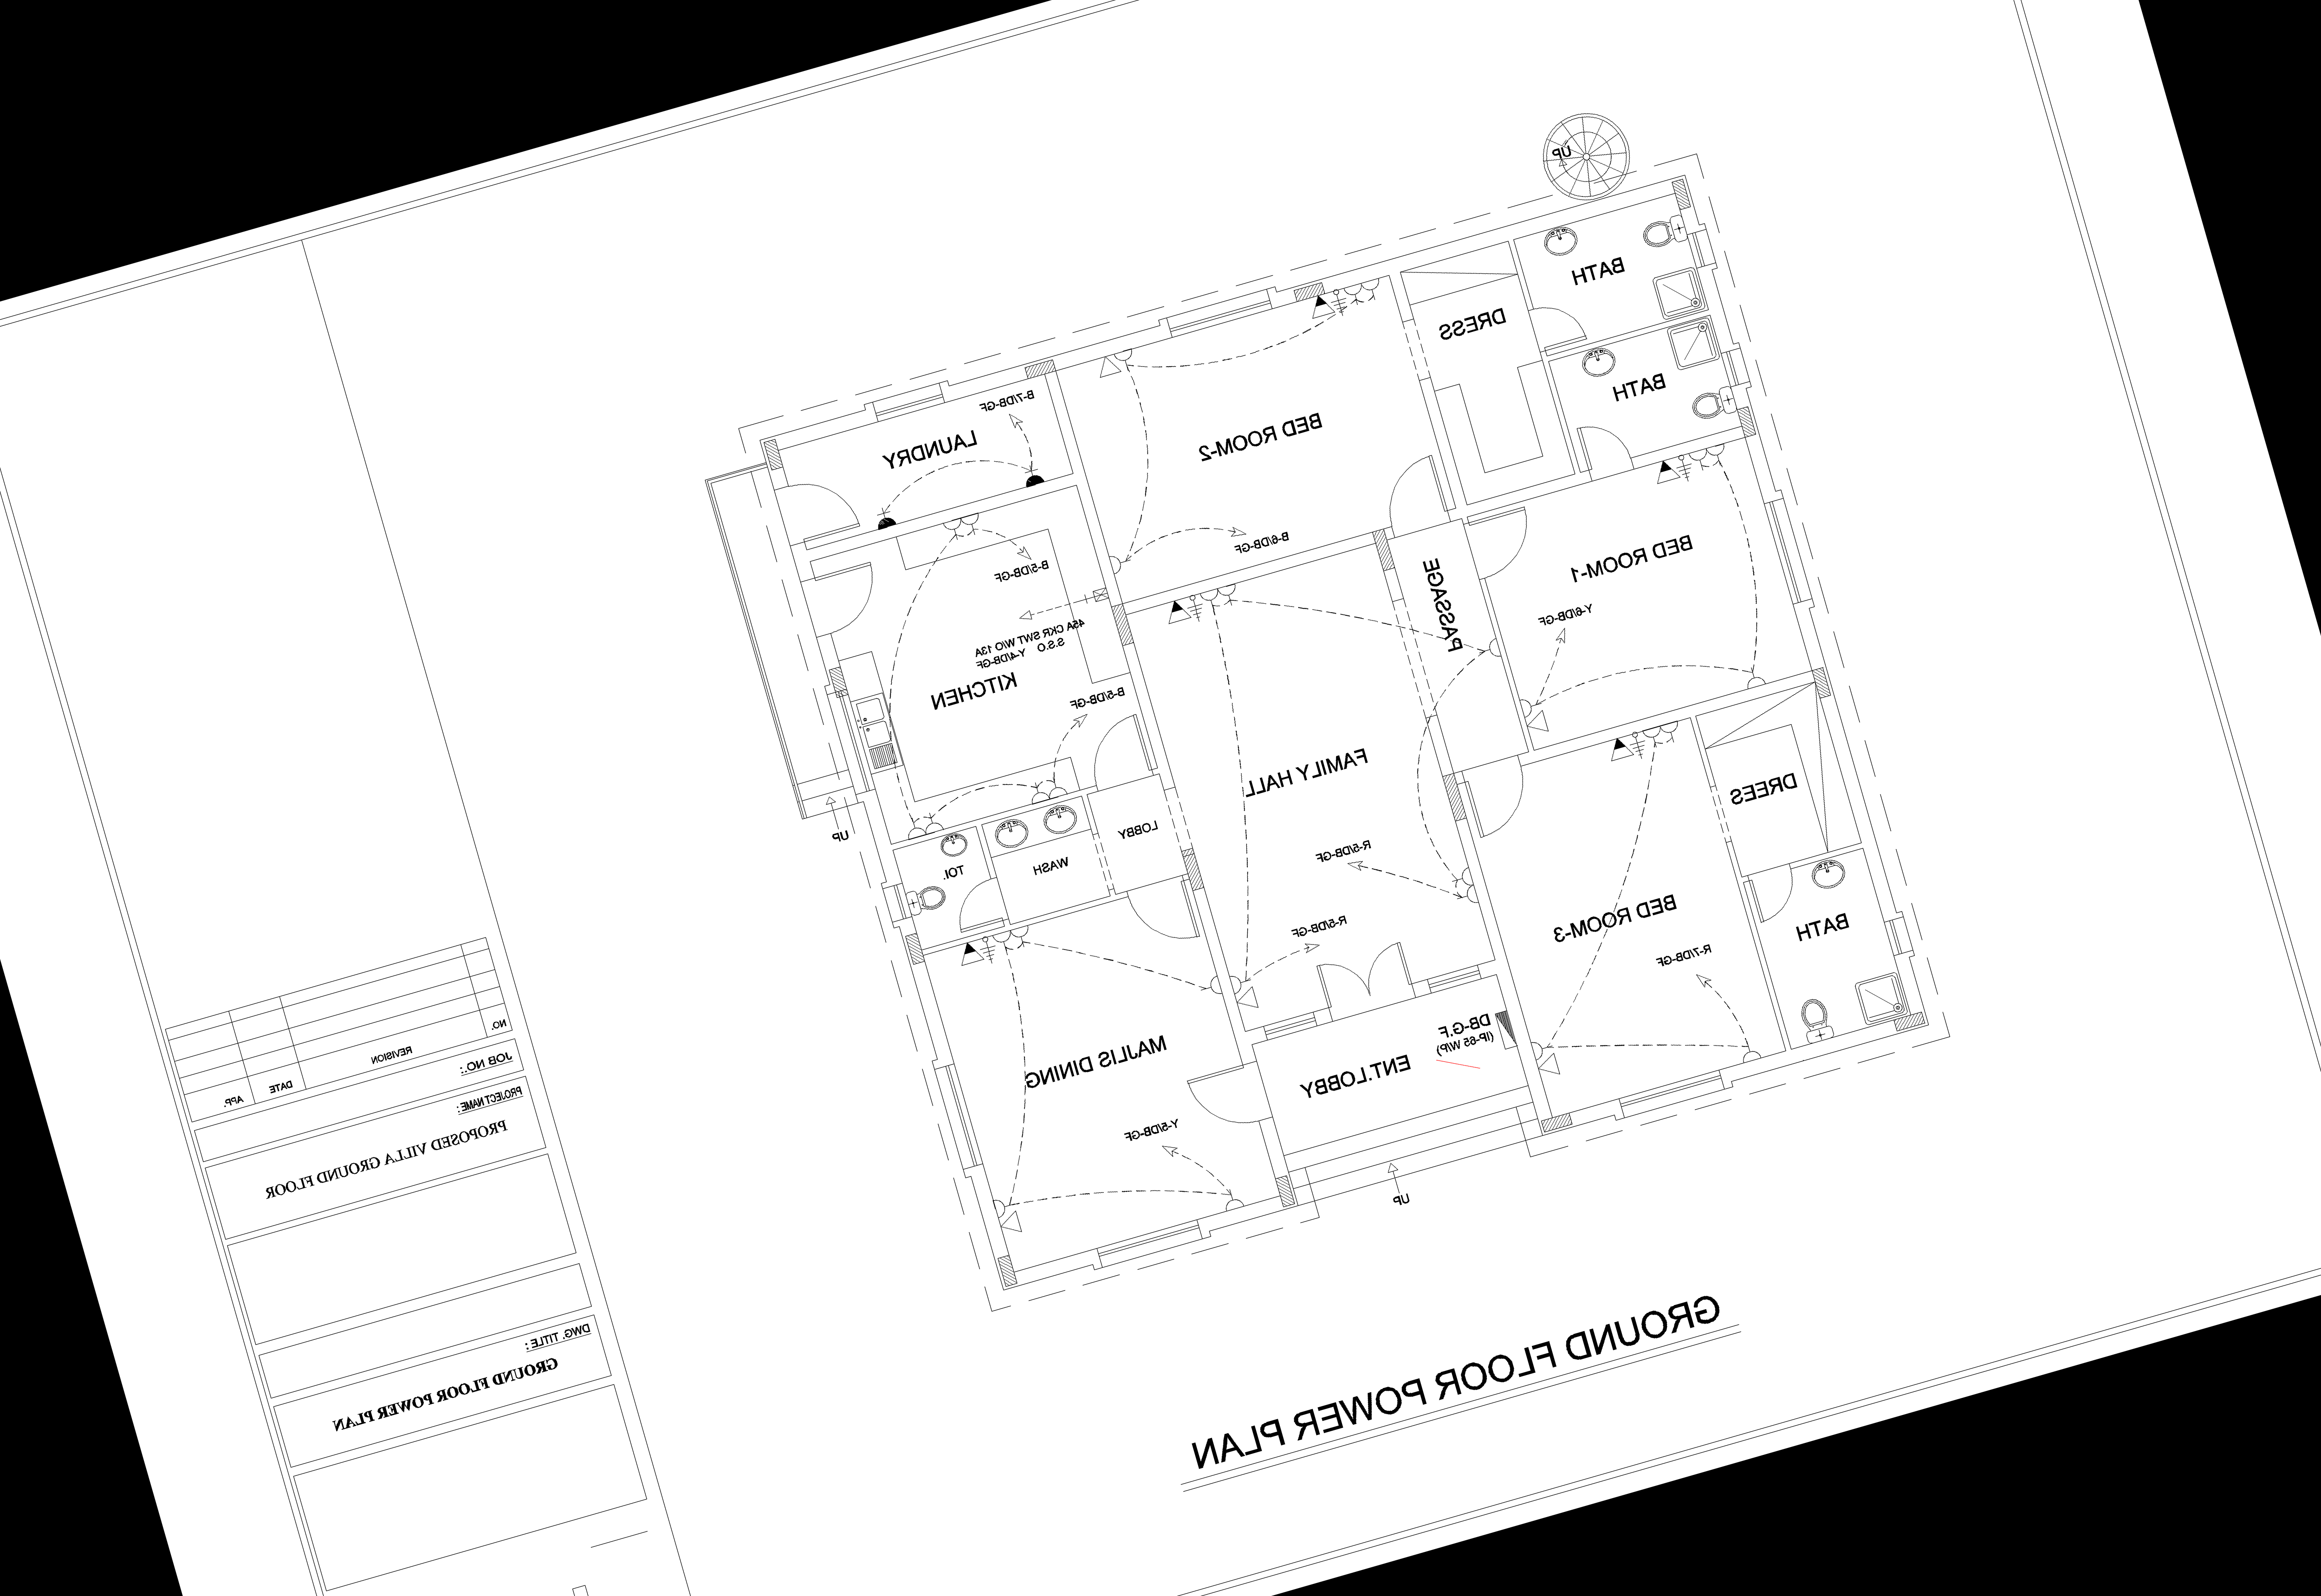 UP
BATH
DRESS
BATH
B-7/DB-GF
LAUNDRY
BED ROOM-2
B-6/DB-GF
BED ROOM-1
PASSAGE
B-5/DB-GF
Y-6/DB-GF
45A CKR SWT W/O 13A
S.S.O Y-4/DB-GF
KITCHEN
B-5/DB-GF
FAMILY HALL
DREES
UP
LOBBY
WASH
TOI.
R-5/DB-GF
BED ROOM-3
BATH
R-5/DB-GF
R-7/DB-GF
DB-G.F
(IP-65 W/P)
MAJLIS DINING
ENT.LOBBY
Y-5/DB-GF
UP
GROUND FLOOR POWER PLAN
NO.
REVISION
DATE
APP.
JOB NO.:
PROJECT NAME :
PROPOSED VILLA GROUND FLOOR
DWG. TITLE :
GROUND FLOOR POWER PLAN